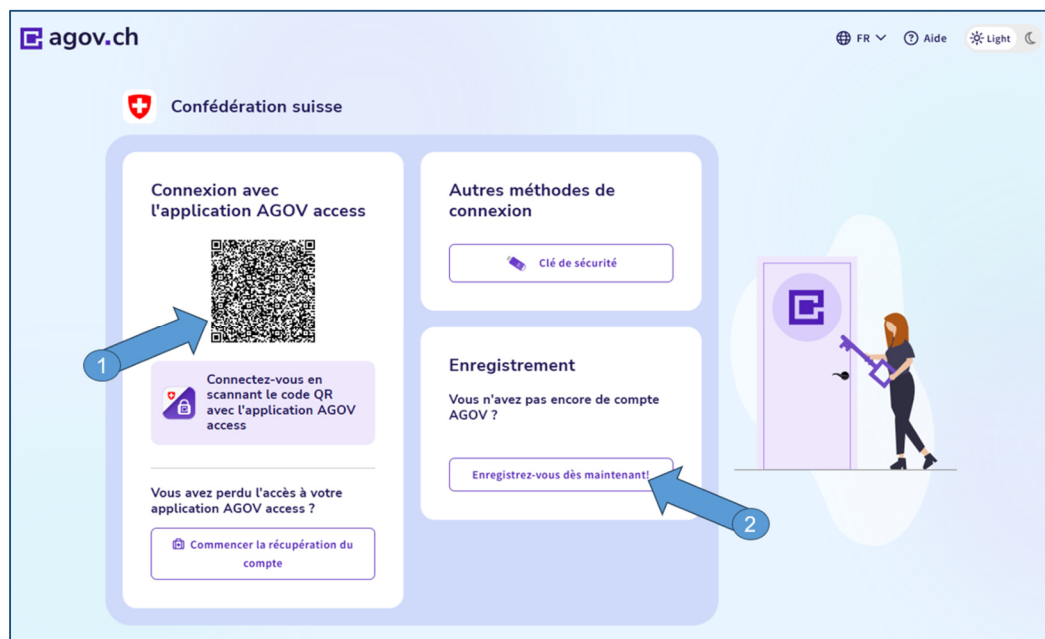 agov.ch
FR
Aide
Light
Confédération suisse
Connexion avec
l'application AGOV access
1
Connectez-vous en
scannant le code QR
avec l'application AGOV
access
Vous avez perdu l'accès à votre
application AGOV access ?
Commencer la récupération du
compte
Autres méthodes de
connexion
Clé de sécurité
Enregistrement
Vous n'avez pas encore de compte
AGOV ?
Enregistrez-vous dès maintenant!
2